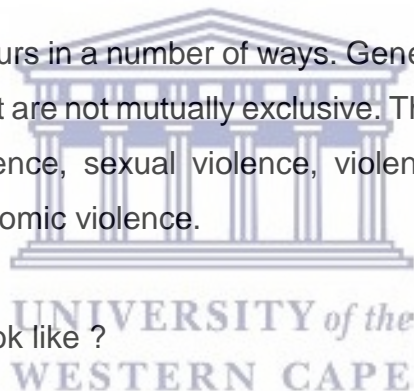 urs in a number of ways. Gene
t are not mutually exclusive. Th
ence, sexual violence, violen
omic violence.
ok like ?
UNIVERSITY of the
WESTERN CAPE